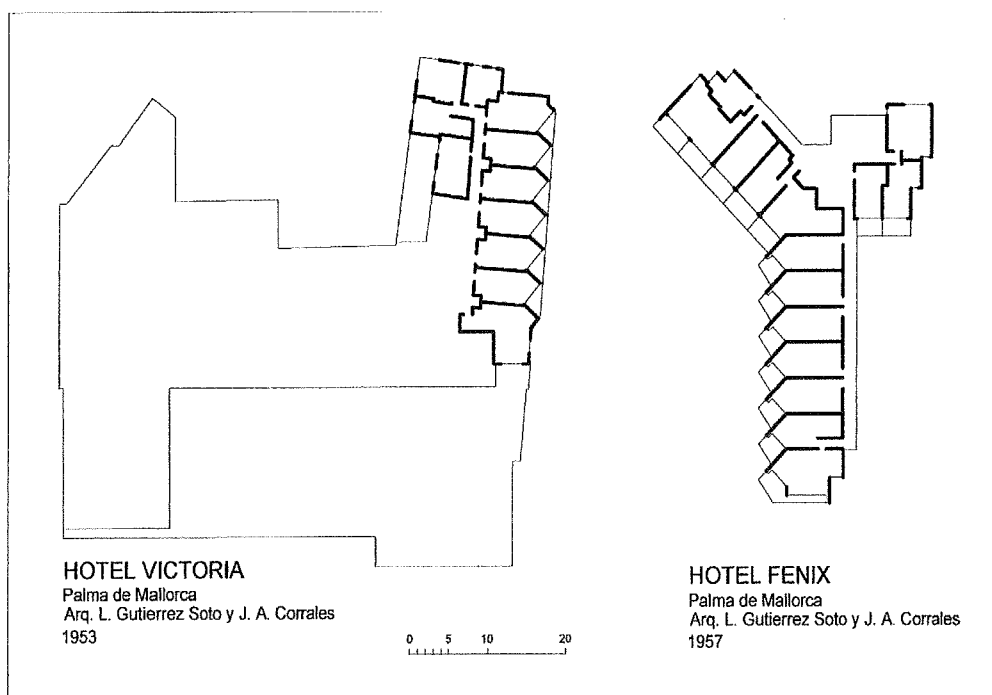 HOTEL VICTORIA
Palma de Mallorca
Arq. L. Gutierrez Soto y J. A. Corrales
1953
0 5 10 20
HOTEL FENIX
Palma de Mallorca
Arq. L. Gutierrez Soto y J. A. Corrales
1957